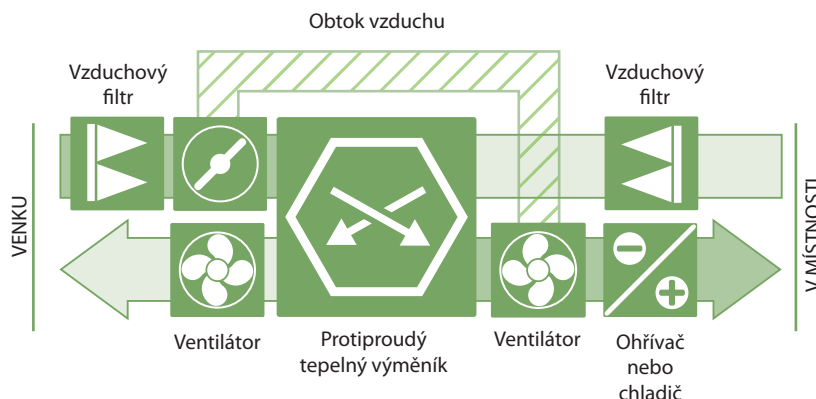 Obtok vzduchu
Vzduchový
filtr
Vzduchový
filtr
VENKU
V MÍSTNOSTI
Ventilátor
Protiproudý
tepelný výměník
Ventilátor
Ohřívač
nebo
chladič